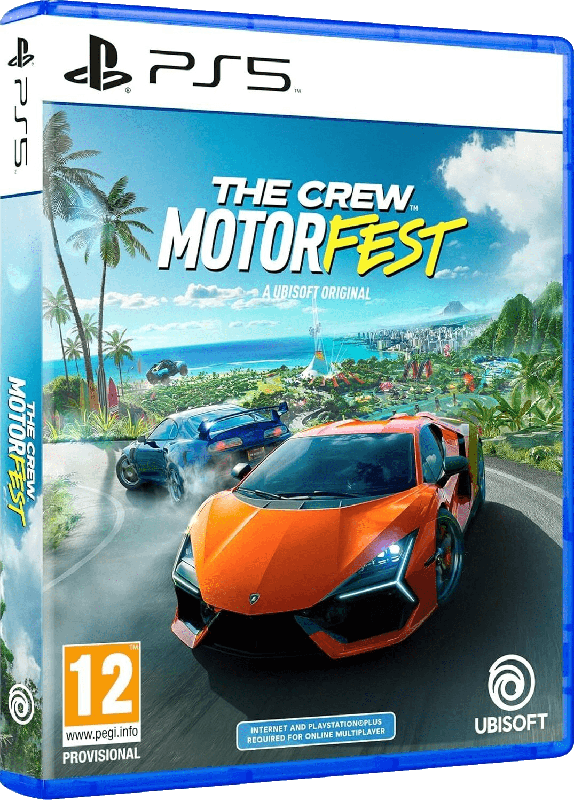 PS5
PS5
THE CREW™
MOTORFEST
A UBISOFT ORIGINAL
THE CREW
MOTORFEST
12
www.pegi.info
PROVISIONAL
INTERNET AND PLAYSTATION®PLUS
REQUIRED FOR ONLINE MULTIPLAYER
UBISOFT